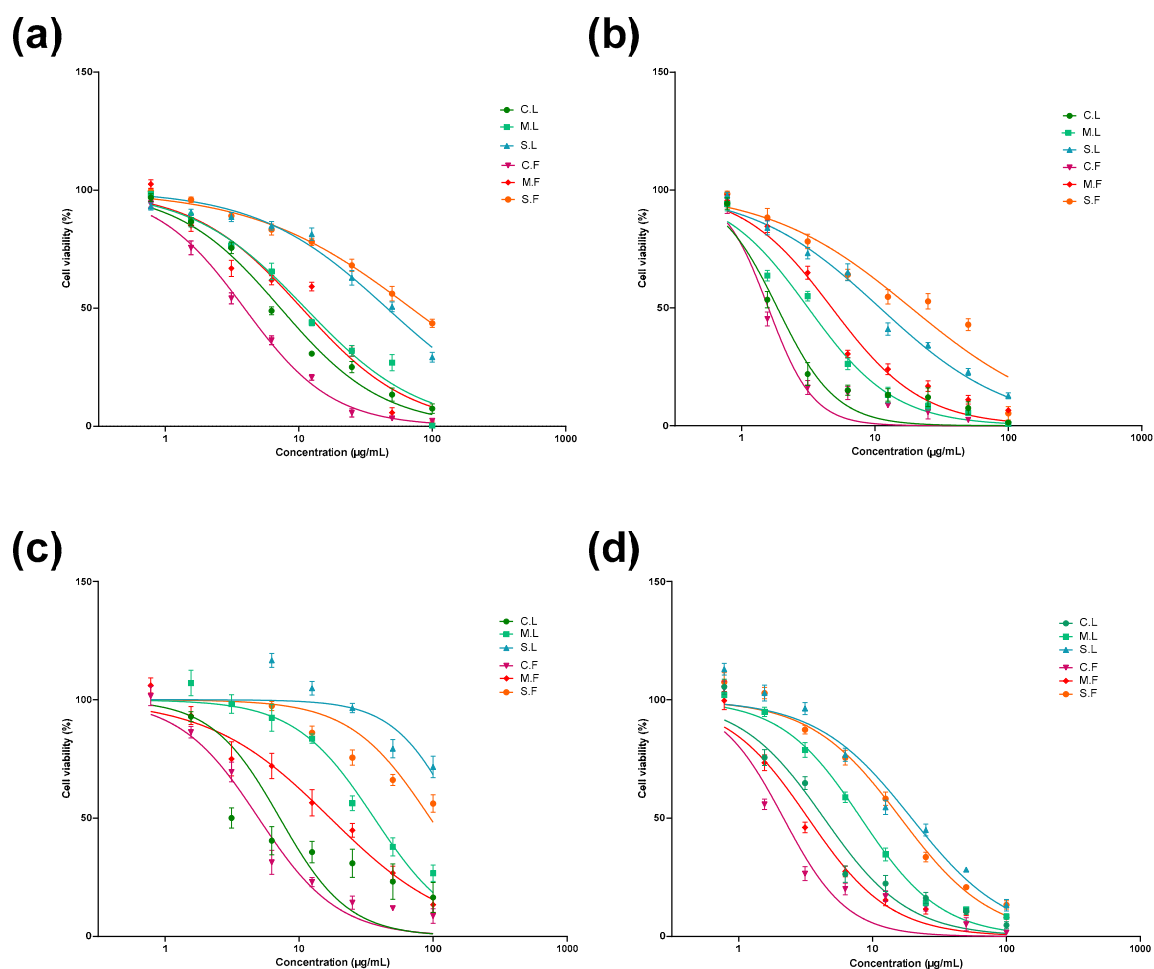 (a)
150
100
50
0
Cell viability (%)
1
10
100
1000
Concentration (µg/mL)
C.L
M.L
S.L
C.F
M.F
S.F
(b)
150
100
50
0
Cell viability (%)
1
10
100
1000
Concentration (µg/mL)
C.L
M.L
S.L
C.F
M.F
S.F
(c)
150
100
50
0
Cell viability (%)
1
10
100
1000
Concentration (µg/mL)
C.L
M.L
S.L
C.F
M.F
S.F
(d)
150
100
50
0
Cell viability (%)
1
10
100
1000
Concentration (µg/mL)
C.L
M.L
S.L
C.F
M.F
S.F